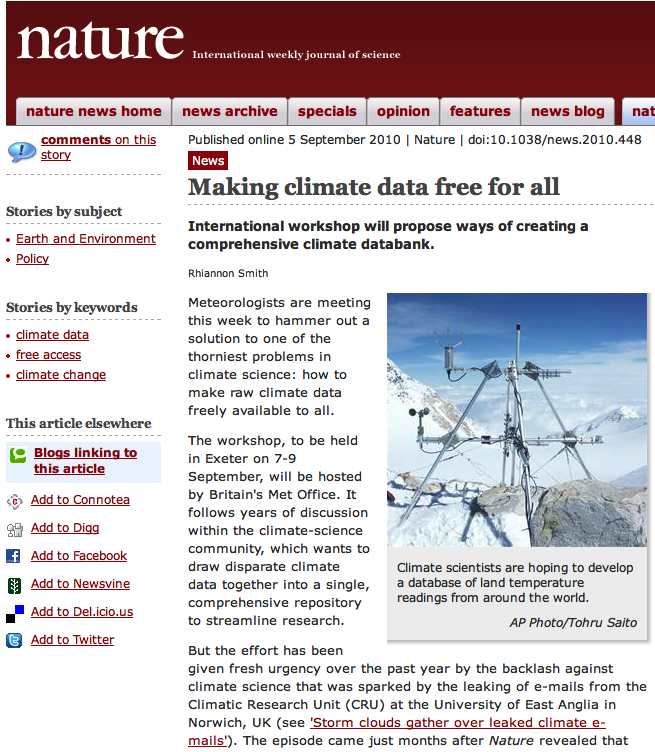 nature International weekly journal of science
nature news home
news archive
specials
opinion
features
news blog
comments on this
story
Stories by subject
Earth and Environment
Policy
Stories by keywords
climate data
free access
climate change
This article elsewhere
Blogs linking to
this article
Add to Connotea
Add to Digg
Add to Facebook
Add to Newsvine
Add to Del.icio.us
Add to Twitter
Published online 5 September 2010 | Nature | doi:10.1038/news.2010.448
News
Making climate data free for all
International workshop will propose ways of creating a
comprehensive climate databank.
Rhiannon Smith
Meteorologists are meeting
this week to hammer out a
solution to one of the
thorniest problems in
climate science: how to
make raw climate data
freely available to all.
The workshop, to be held
in Exeter on 7-9
September, will be hosted
by Britain's Met Office. It
follows years of discussion
within the climate-science
community, which wants to
draw disparate climate
data together into a single,
comprehensive repository
to streamline research.
Climate scientists are hoping to develop
a database of land temperature
readings from around the world.
AP Photo/Tohru Saito
But the effort has been
given fresh urgency over the past year by the backlash against
climate science that was sparked by the leaking of e-mails from the
Climatic Research Unit (CRU) at the University of East Anglia in
Norwich, UK (see 'Storm clouds gather over leaked climate e-
mails'). The episode came just months after Nature revealed that